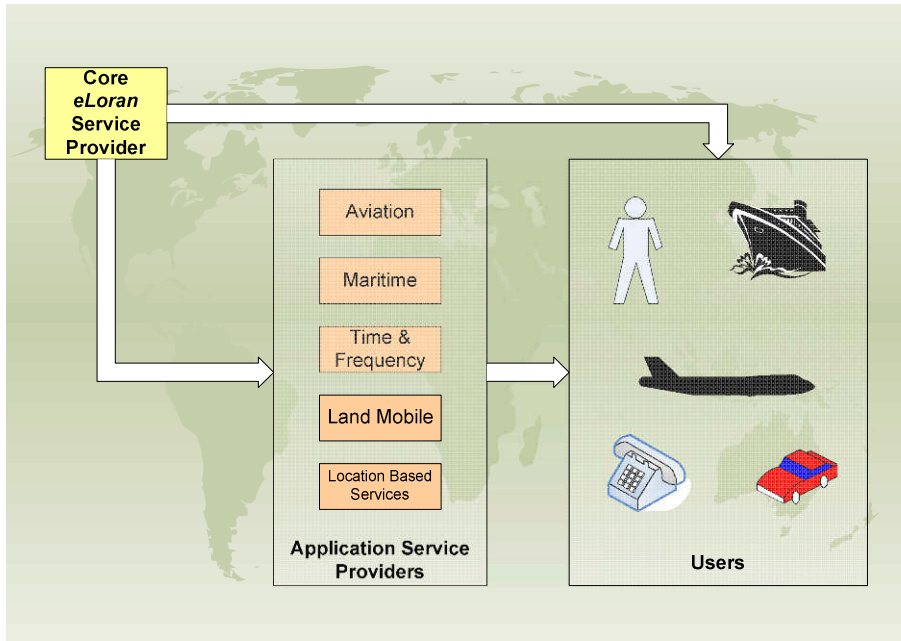 Core
eLoran
Service
Provider
Aviation
Maritime
Time &
Frequency
Land Mobile
Location Based
Services
Application Service
Providers
Users